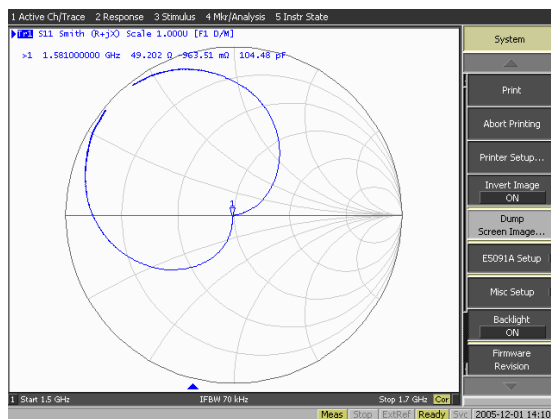 1 Active Ch/Trace 2 Response 3 Stimulus 4 Mkr/Analysis 5 Instr State
Tr1 S11 Smith (R+jX) Scale 1.000U [F1 D/M]
>1 1.581000000 GHz 49.202 Ω -963.51 mΩ 104.48 pF
1
System
Print
Abort Printing
Printer Setup...
Invert Image
ON
Dump
Screen Image...
E5091A Setup
Misc Setup
Backlight
ON
Firmware
Revision
1 Start 1.5 GHz IFBW 70 kHz Stop 1.7 GHz Cor
Meas Stop ExtRef Ready Svc 2005-12-01 14:10